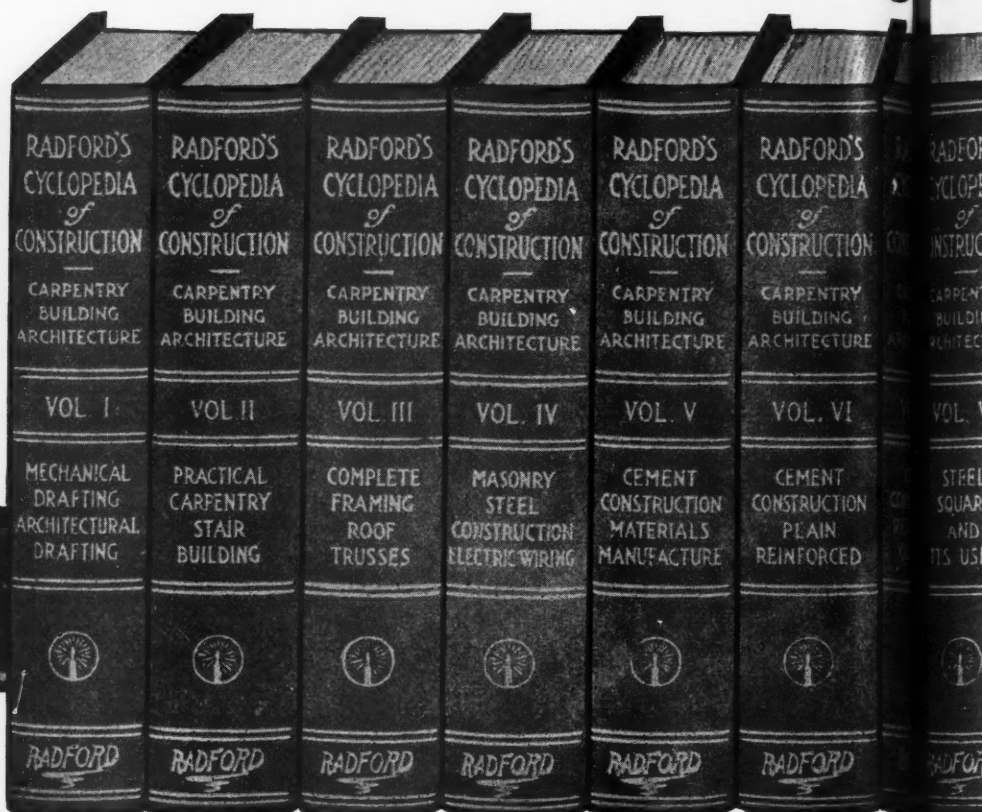 RADFORD'S
CYCLOPEDIA
of
CONSTRUCTION
CARPENTRY
BUILDING
ARCHITECTURE
VOL. I
MECHANICAL
DRAFTING
ARCHITECTURAL
DRAFTING
RADFORD
RADFORD'S
CYCLOPEDIA
of
CONSTRUCTION
CARPENTRY
BUILDING
ARCHITECTURE
VOL. II
PRACTICAL
CARPENTRY
STAIR
BUILDING
RADFORD
RADFORD'S
CYCLOPEDIA
of
CONSTRUCTION
CARPENTRY
BUILDING
ARCHITECTURE
VOL. III
COMPLETE
FRAMING
ROOF
TRUSSES
RADFORD
RADFORD'S
CYCLOPEDIA
of
CONSTRUCTION
CARPENTRY
BUILDING
ARCHITECTURE
VOL. IV
MASONRY
STEEL
CONSTRUCTION
ELECTRIC WIRING
RADFORD
RADFORD'S
CYCLOPEDIA
of
CONSTRUCTION
CARPENTRY
BUILDING
ARCHITECTURE
VOL. V
CEMENT
CONSTRUCTION
MATERIALS
MANUFACTURE
RADFORD
RADFORD'S
CYCLOPEDIA
of
CONSTRUCTION
CARPENTRY
BUILDING
ARCHITECTURE
VOL. VI
CEMENT
CONSTRUCTION
PLAIN
REINFORCED
RADFORD
of
VOL.
STEEL
SQUAR
AND
ITS USE